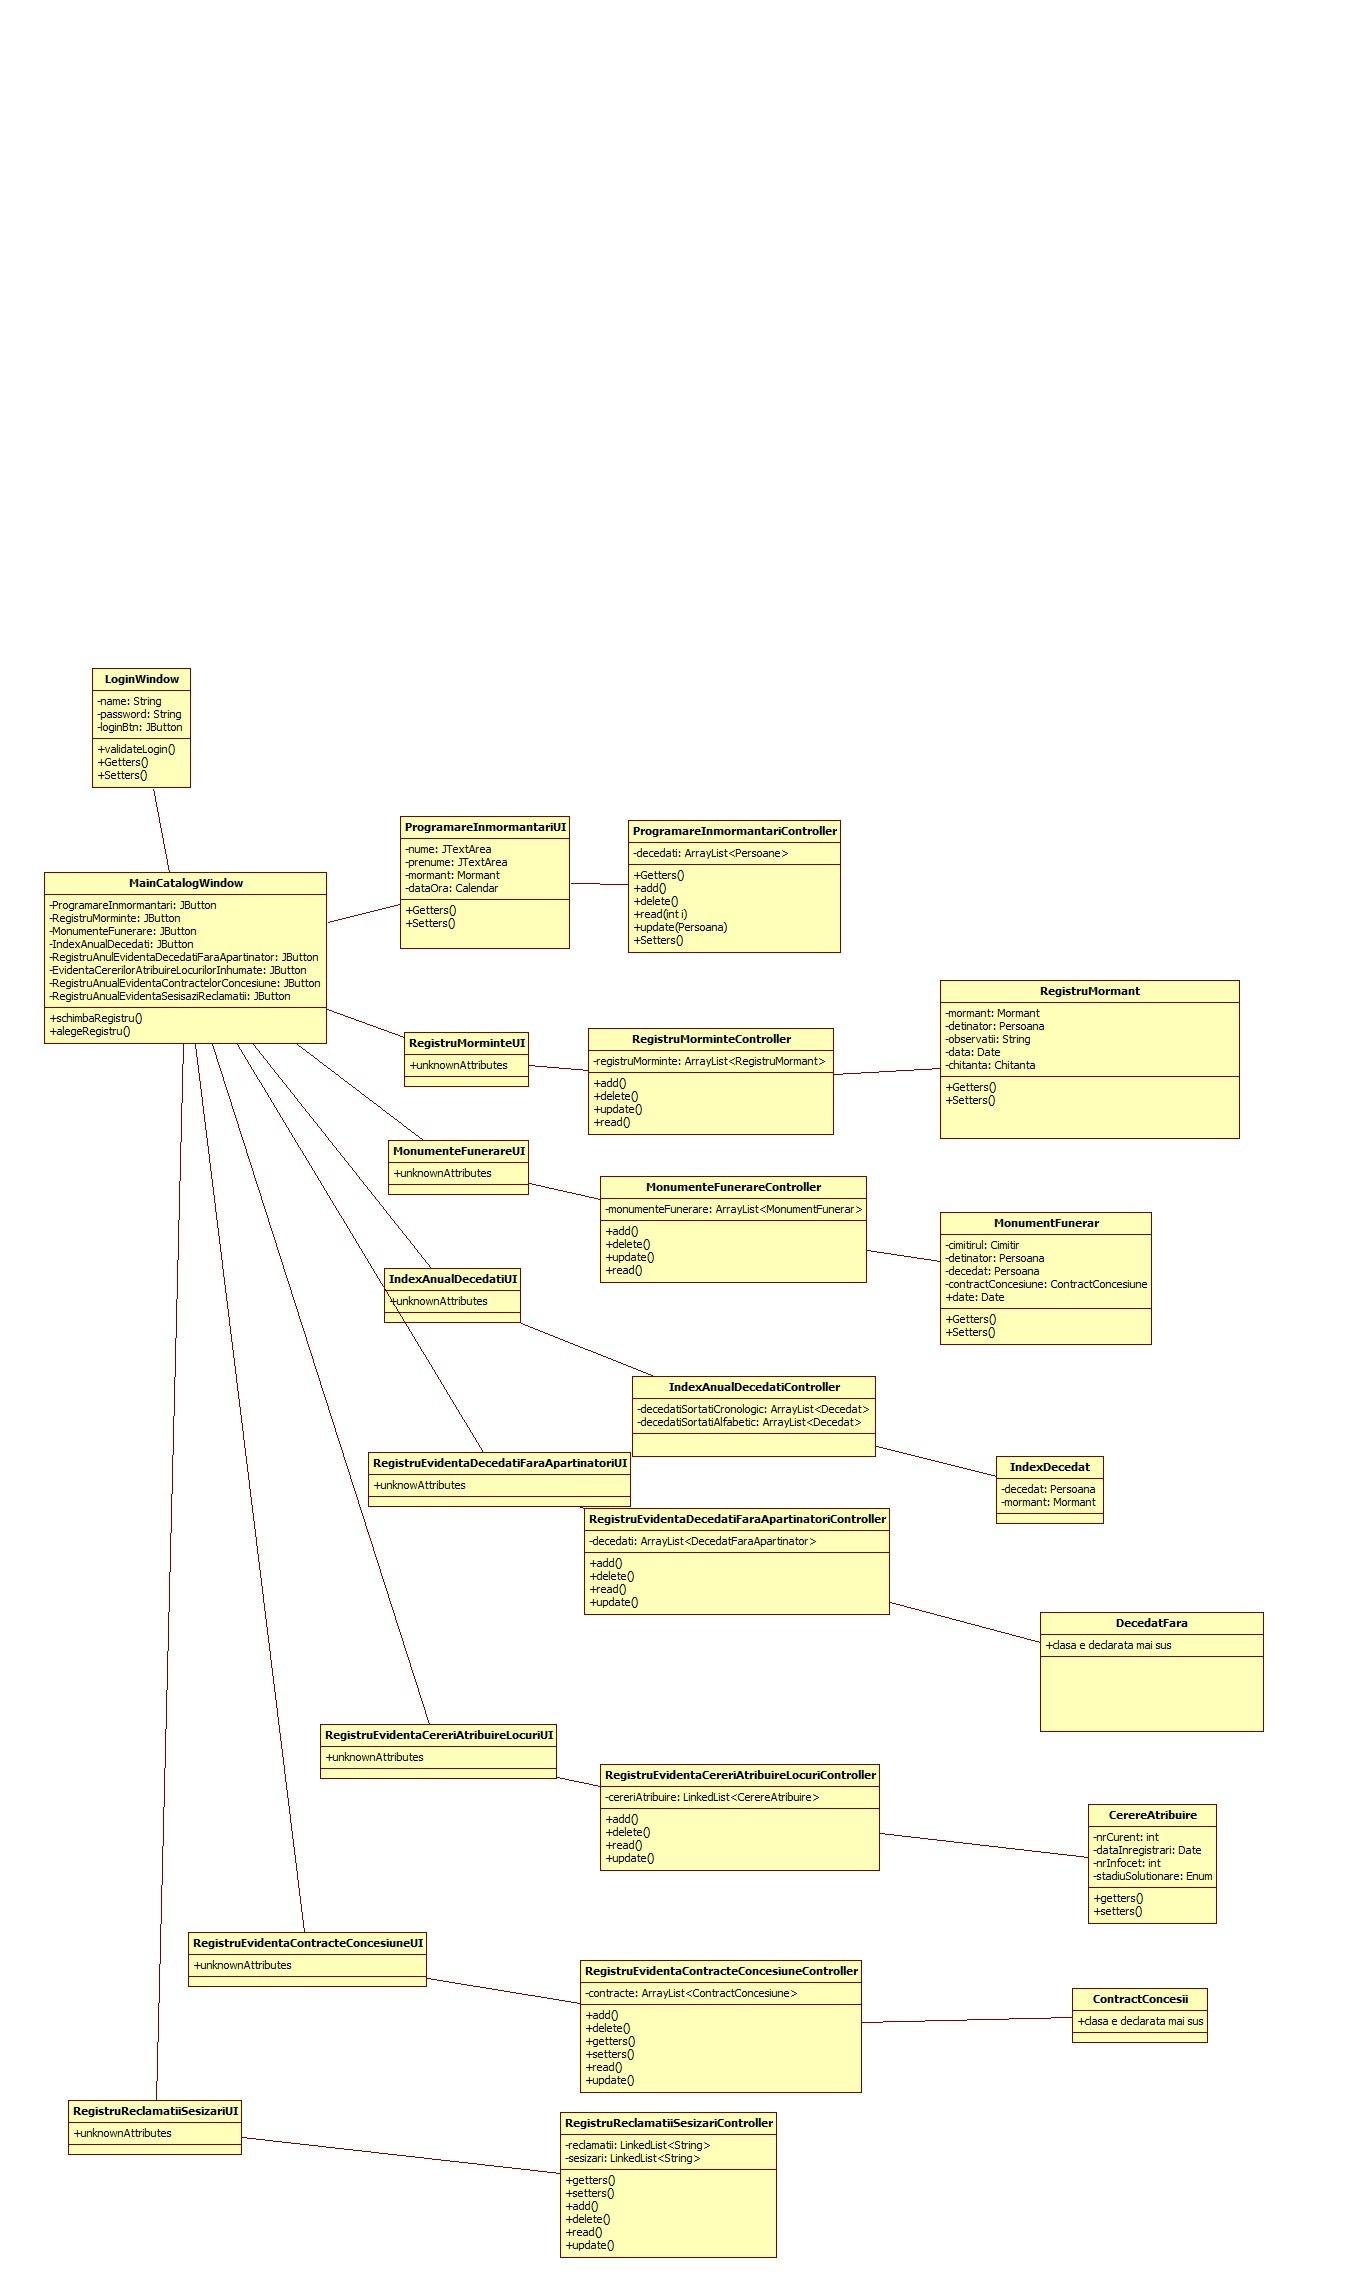 LoginWindow
-name: String
-password: String
-loginBtn: JButton
+validateLogin()
+Getters()
+Setters()
MainCatalogWindow
-ProgramareInmormantari: JButton
-RegistruMorminte: JButton
-MonumenteFunerare: JButton
-IndexAnualDecedati: JButton
-RegistruAnulEvidentaDecedatiFaraApartinator: JButton
-EvidentaCererilorAtribuireLocurilorInhumate: JButton
-RegistruAnualEvidentaContractelorConcesiune: JButton
-RegistruAnualEvidentaSesisaziReclamatii: JButton
+schimbaRegistru()
+alegeRegistru()
ProgramareInmormantariUI
-nume: JTextArea
-prenume: JTextArea
-mormant: Mormant
-dataOra: Calendar
+Getters()
+Setters()
ProgramareInmormantariController
-decedati: ArrayList<Persoane>
+Getters()
+add()
+delete()
+read(int i)
+update(Persoana)
+Setters()
RegistruMorminteUI
+unknownAttributes
RegistruMorminteController
-registruMorminte: ArrayList<RegistruMormant>
+add()
+delete()
+update()
+read()
RegistruMormant
-mormant: Mormant
-detinator: Persoana
-observatii: String
-data: Date
-chitanta: Chitanta
+Getters()
+Setters()
MonumenteFunerareUI
+unknownAttributes
MonumenteFunerareController
-monumenteFunerare: ArrayList<MonumentFunerar>
+add()
+delete()
+update()
+read()
MonumentFunerar
-cimitirul: Cimitir
-detinator: Persoana
-decedat: Persoana
-contractConcesiune: ContractConcesiune
+date: Date
+Getters()
+Setters()
IndexAnualDecedatiUI
+unknownAttributes
IndexAnualDecedatiController
-decedatiSortatiCronologic: ArrayList<Decedat>
-decedatiSortatiAlfabetic: ArrayList<Decedat>
IndexDecedat
-decedat: Persoana
-mormant: Mormant
RegistruEvidentaDecedatiFaraApartinatoriUI
+unknowAttributes
RegistruEvidentaDecedatiFaraApartinatoriController
-decedati: ArrayList<DecedatFaraApartinator>
+add()
+delete()
+read()
+update()
DecedatFara
+clasa e declarata mai sus
RegistruEvidentaCereriAtribuireLocuriUI
+unknownAttributes
RegistruEvidentaCereriAtribuireLocuriController
-cereriAtribuire: LinkedList<CerereAtribuire>
+add()
+delete()
+read()
+update()
CerereAtribuire
-nrCurent: int
-dataInregistrari: Date
-nrInfocet: int
-stadiuSolutionare: Enum
+getters()
+setters()
RegistruEvidentaContracteConcesiuneUI
+unknownAttributes
RegistruEvidentaContracteConcesiuneController
-contracte: ArrayList<ContractConcesiune>
+add()
+delete()
+getters()
+setters()
+read()
+update()
ContractConcesii
+clasa e declarata mai sus
RegistruReclamatiiSesizariUI
+unknownAttributes
RegistruReclamatiiSesizariController
-reclamatii: LinkedList<String>
-sesizari: LinkedList<String>
+getters()
+setters()
+add()
+delete()
+read()
+update()